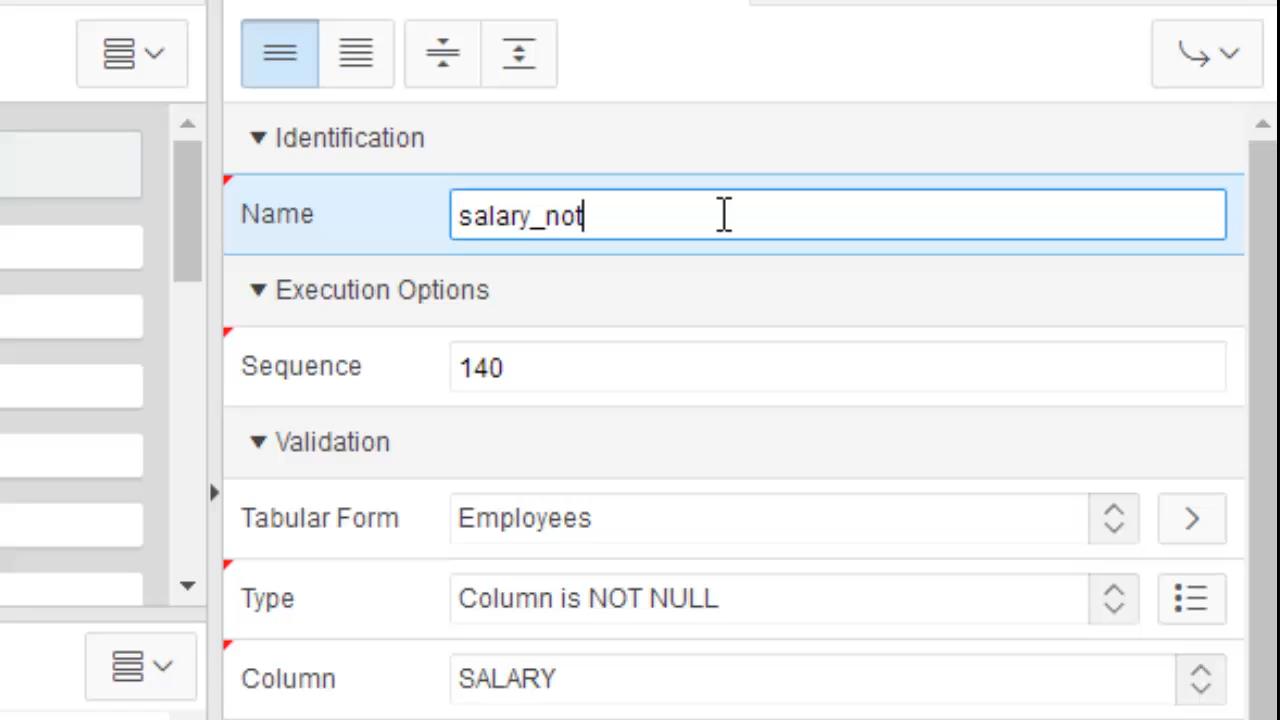 Identification
Name salary_not
Execution Options
Sequence 140
Validation
Tabular Form Employees
Type Column is NOT NULL
Column SALARY